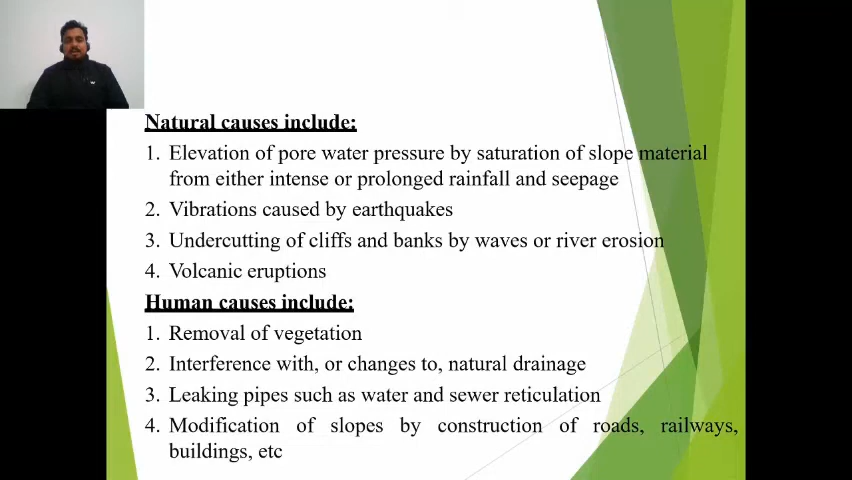 Natural causes include:
1. Elevation of pore water pressure by saturation of slope material
from either intense or prolonged rainfall and seepage
2. Vibrations caused by earthquakes
3. Undercutting of cliffs and banks by waves or river erosion
4. Volcanic eruptions
Human causes include:
1. Removal of vegetation
2. Interference with, or changes to, natural drainage
3. Leaking pipes such as water and sewer reticulation
4. Modification of slopes by construction of roads, railways,
buildings, etc